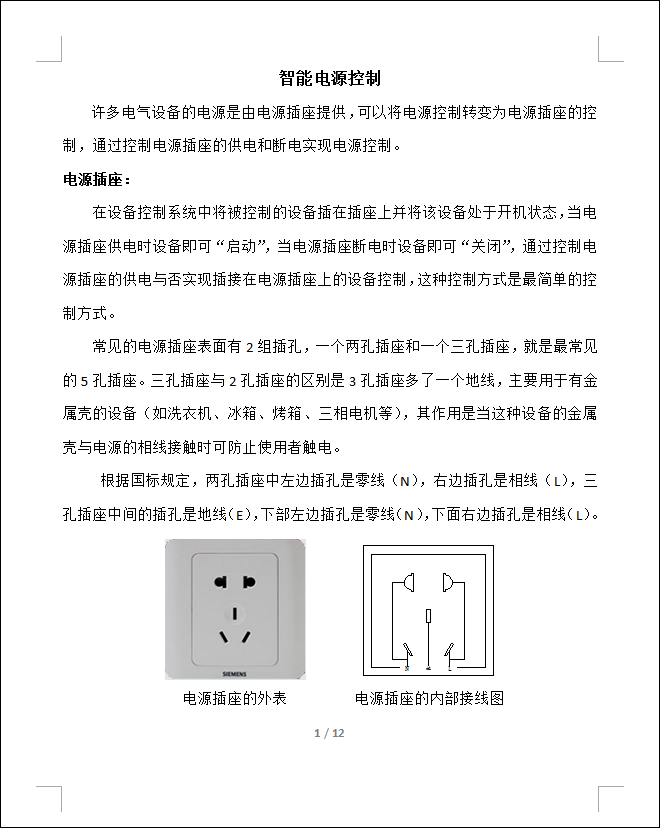 智能电源控制
许多电气设备的电源是由电源插座提供，可以将电源控制转变为电源插座的控
制，通过控制电源插座的供电和断电实现电源控制。
电源插座：
在设备控制系统中将被控制的设备插在插座上并将该设备处于开机状态，当电
源插座供电时设备即可“启动”，当电源插座断电时设备即可“关闭”，通过控制电
源插座的供电与否实现插接在电源插座上的设备控制，这种控制方式是最简单的控
制方式。
常见的电源插座表面有 2 组插孔，一个两孔插座和一个三孔插座，就是最常见
的 5 孔插座。三孔插座与 2 孔插座的区别是 3 孔插座多了一个地线，主要用于有金
属壳的设备（如洗衣机、冰箱、烤箱、三相电机等），其作用是当这种设备的金属
壳与电源的相线接触时可防止使用者触电。
根据国标规定，两孔插座中左边插孔是零线（N），右边插孔是相线（L），三
孔插座中间的插孔是地线（E），下部左边插孔是零线（N），下面右边插孔是相线（L）。
SIEMENS
电源插座的外表 电源插座的内部接线图
1 / 12